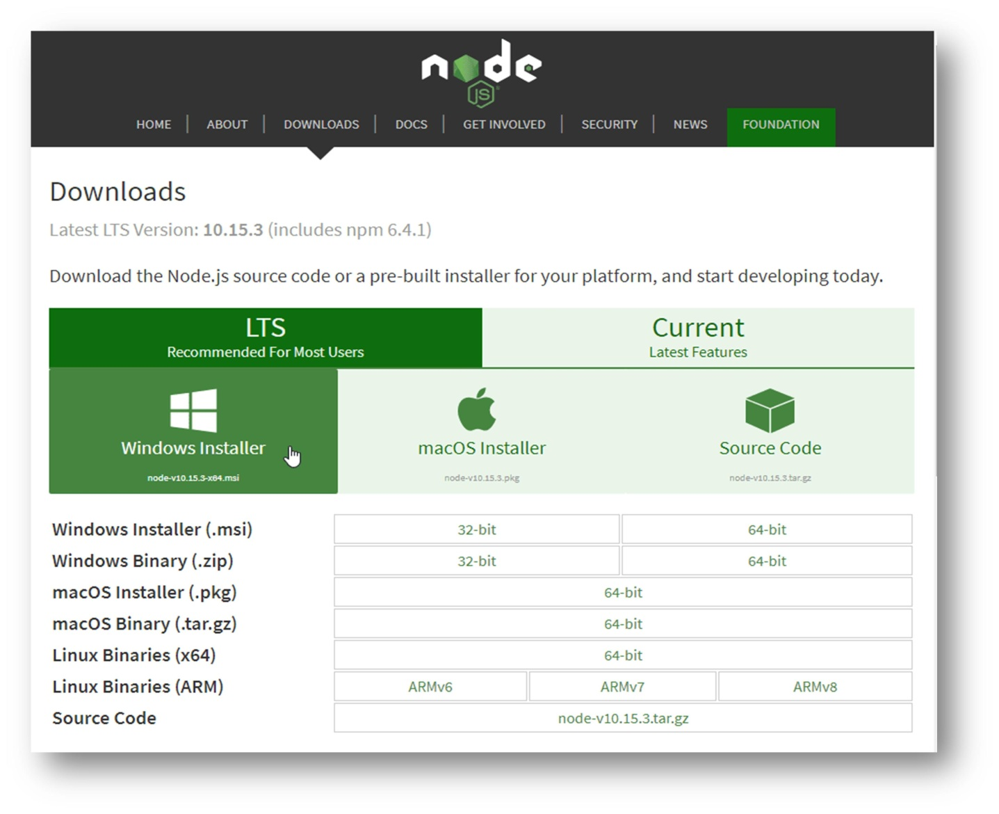 node
JS
HOME | ABOUT | DOWNLOADS | DOCS | GET INVOLVED | SECURITY | NEWS FOUNDATION
Downloads
Latest LTS Version: 10.15.3 (includes npm 6.4.1)
Download the Node.js source code or a pre-built installer for your platform, and start developing today.
LTS Current
Recommended For Most Users Latest Features
Windows Installer macOS Installer Source Code
node-v10.15.3-x64.msi node-v10.15.3.pkg node-v10.15.3.tar.gz
Windows Installer (.msi) 32-bit 64-bit
Windows Binary (.zip) 32-bit 64-bit
macOS Installer (.pkg) 64-bit
macOS Binary (.tar.gz) 64-bit
Linux Binaries (x64) 64-bit
Linux Binaries (ARM) ARMv6 ARMv7 ARMv8
Source Code node-v10.15.3.tar.gz